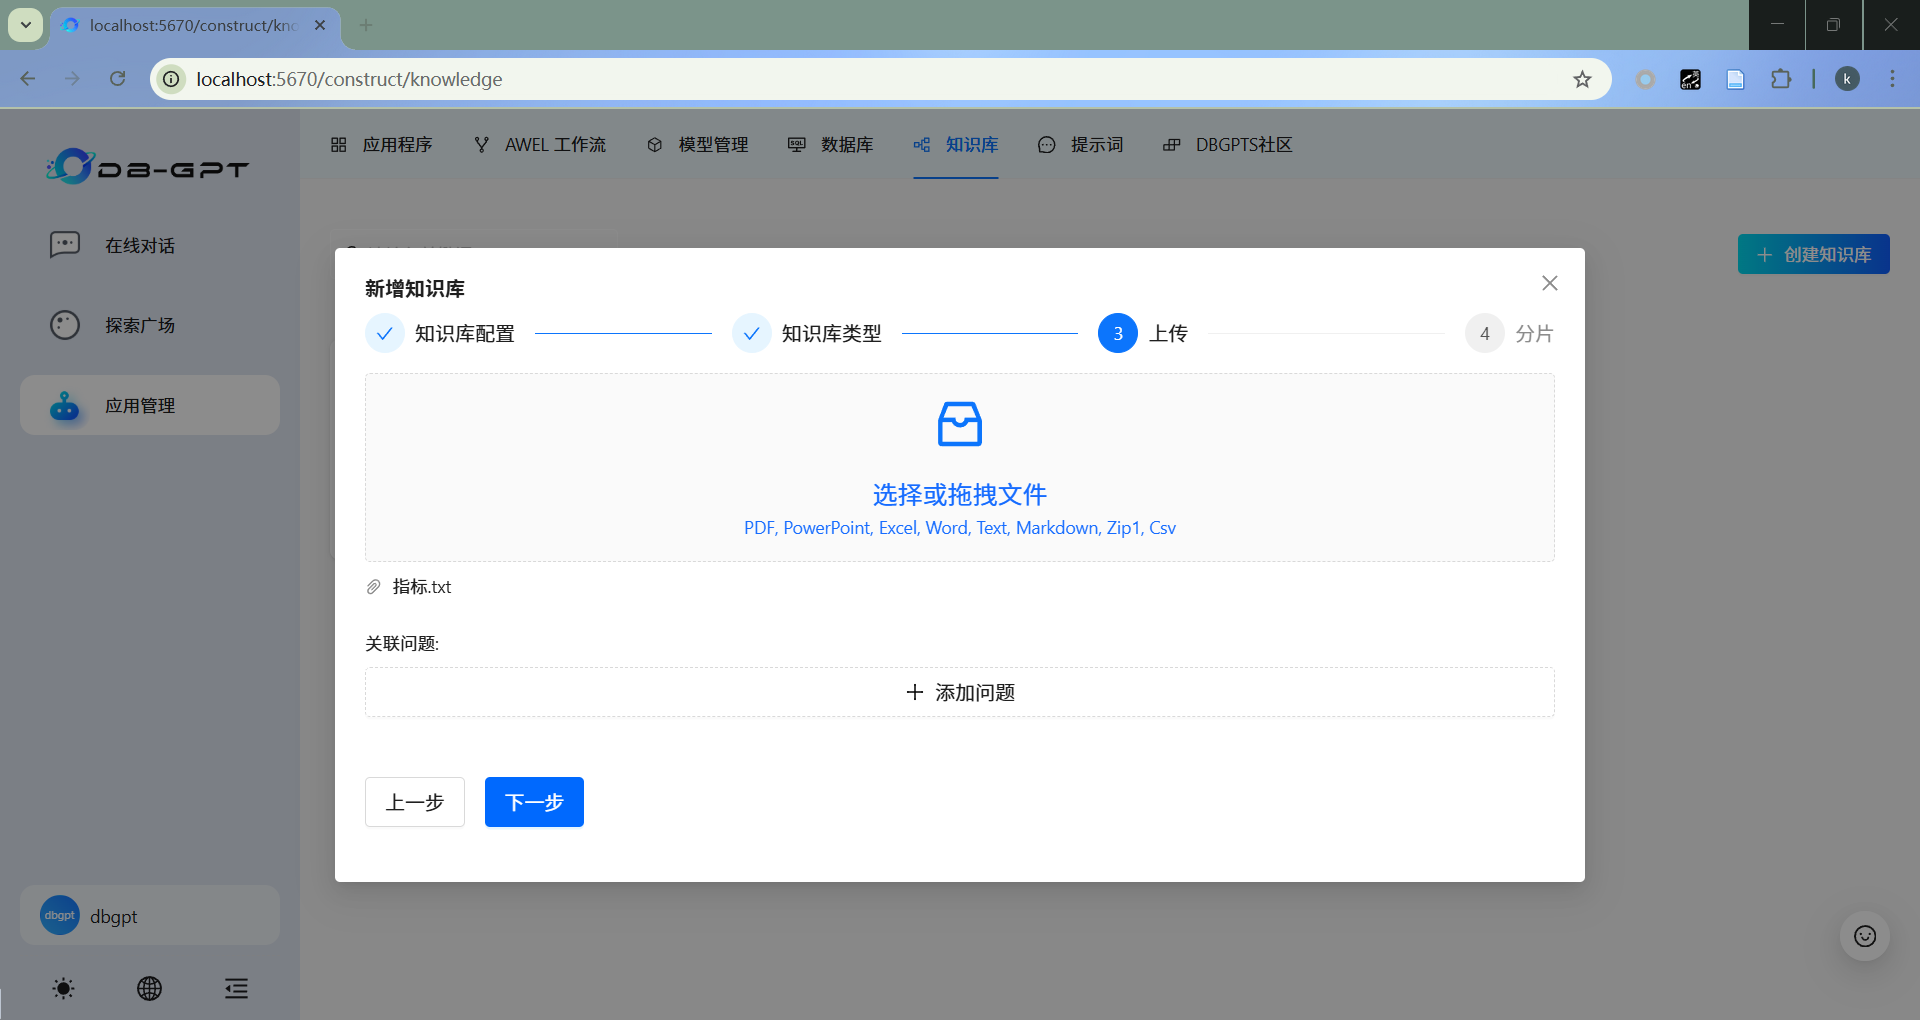 localhost:5670/construct/kno
localhost:5670/construct/knowledge
k
DB-GPT
应用程序
AWEL 工作流
模型管理
SQL
数据库
知识库
提示词
DBGPTS社区
在线对话
探索广场
应用管理
创建知识库
新增知识库
知识库配置
知识库类型
3 上传
4 分片
选择或拖拽文件
PDF, PowerPoint, Excel, Word, Text, Markdown, Zip1, Csv
指标.txt
关联问题:
添加问题
上一步
下一步
dbgpt
dbgpt